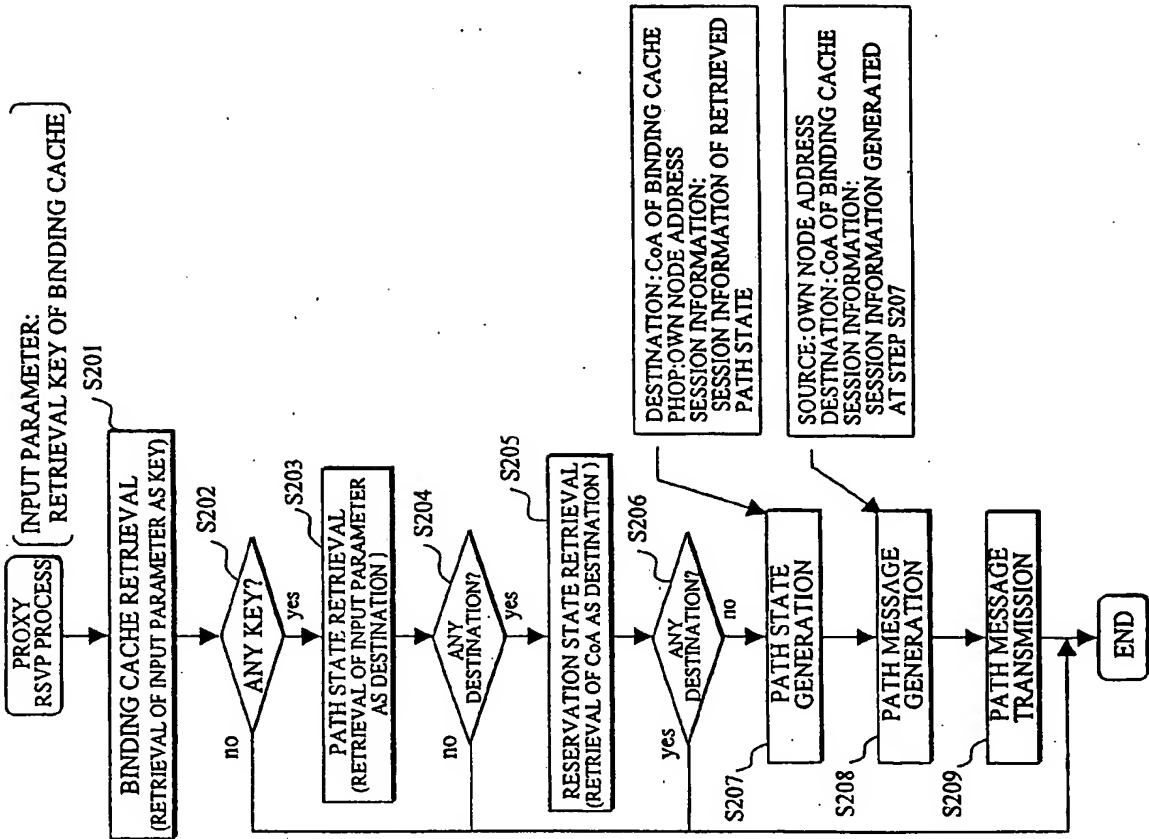 PROXY
RSVP PROCESS
INPUT PARAMETER:
RETRIEVAL KEY OF BINDING CACHE
S201
BINDING CACHE RETRIEVAL
(RETRIEVAL OF INPUT PARAMETER AS KEY)
S202
ANY KEY?
no
yes
S203
PATH STATE RETRIEVAL
(RETRIEVAL OF INPUT PARAMETER
AS DESTINATION)
S204
ANY
DESTINATION?
no
yes
S205
RESERVATION STATE RETRIEVAL
(RETRIEVAL OF CoA AS DESTINATION)
S206
ANY
DESTINATION?
yes
no
S207
PATH STATE
GENERATION
DESTINATION: CoA OF BINDING CACHE
PHOP:OWN NODE ADDRESS
SESSION INFORMATION:
SESSION INFORMATION OF RETRIEVED
PATH STATE
S208
PATH MESSAGE
GENERATION
SOURCE: OWN NODE ADDRESS
DESTINATION: CoA OF BINDING CACHE
SESSION INFORMATION:
SESSION INFORMATION GENERATED
AT STEP S207
S209
PATH MESSAGE
TRANSMISSION
END